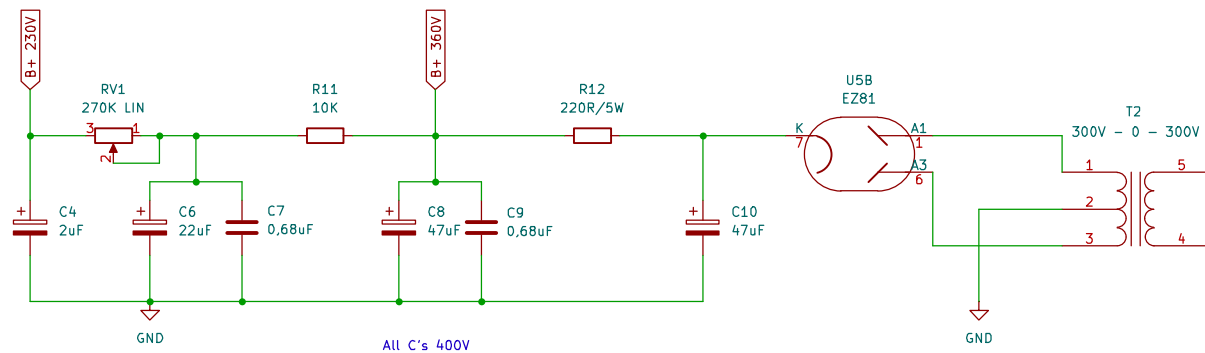 B+ 230V
B+ 360V
RV1
270K LIN
3
1
2
R11
10K
R12
220R/5W
U5B
EZ81
K
7
A1
1
A3
6
T2
300V - 0 - 300V
1
2
3
5
4
C4
2uF
C6
22uF
C7
0,68uF
C8
47uF
C9
0,68uF
C10
47uF
+
+
+
+
GND
GND
All C's 400V